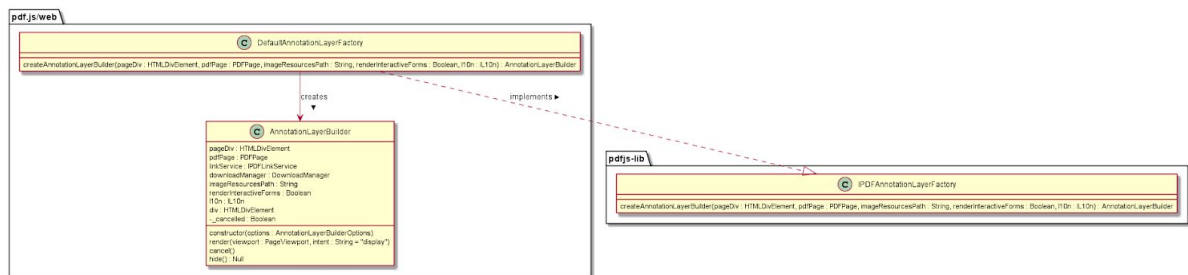 pdf.js/web
C DefaultAnnotationLayerFactory
createAnnotationLayerBuilder(pageDiv : HTMLDivElement, pdfPage : PDFPage, imageResourcesPath : String, renderInteractiveForms : Boolean, l10n : IL10n) : AnnotationLayerBuilder
creates
implements
C AnnotationLayerBuilder
pageDiv : HTMLDivElement
pdfPage : PDFPage
linkService : IPDFLinkService
downloadManager : DownloadManager
imageResourcesPath : String
renderInteractiveForms : Boolean
l10n : IL10n
div : HTMLDivElement
-_cancelled : Boolean
constructor(options : AnnotationLayerBuilderOptions)
render(viewport : PageViewport, intent : String = "display")
cancel()
hide() : Null
pdfjs-lib
C IPDFAnnotationLayerFactory
createAnnotationLayerBuilder(pageDiv : HTMLDivElement, pdfPage : PDFPage, imageResourcesPath : String, renderInteractiveForms : Boolean, l10n : IL10n) : AnnotationLayerBuilder